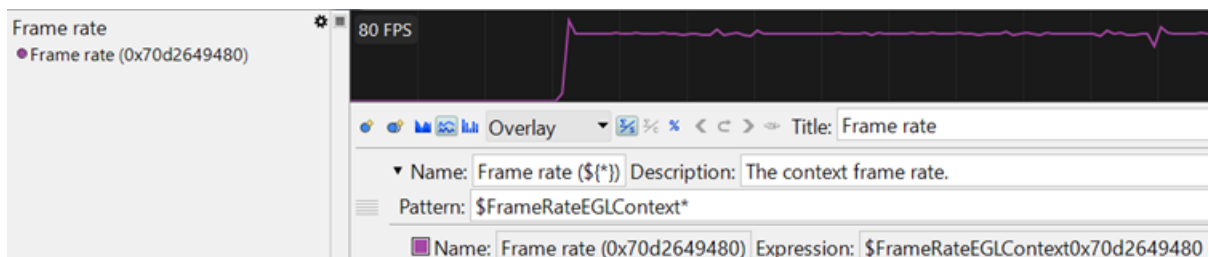 Frame rate
Frame rate (0x70d2649480)
80 FPS
Overlay Title: Frame rate
Name: Frame rate (${*}) Description: The context frame rate.
Pattern: $FrameRateEGLContext*
Name: Frame rate (0x70d2649480) Expression: $FrameRateEGLContext0x70d2649480